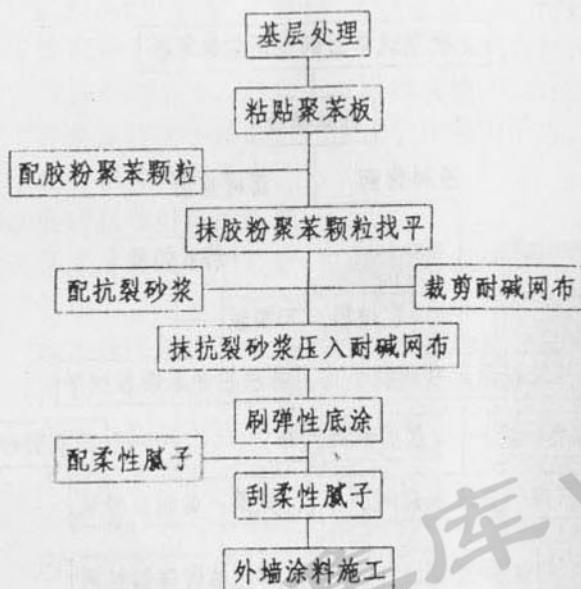 基层处理
粘贴聚苯板
配胶粉聚苯颗粒
抹胶粉聚苯颗粒找平
配抗裂砂浆
裁剪耐碱网布
抹抗裂砂浆压入耐碱网布
刷弹性底涂
配柔性腻子
刮柔性腻子
外墙涂料施工
库